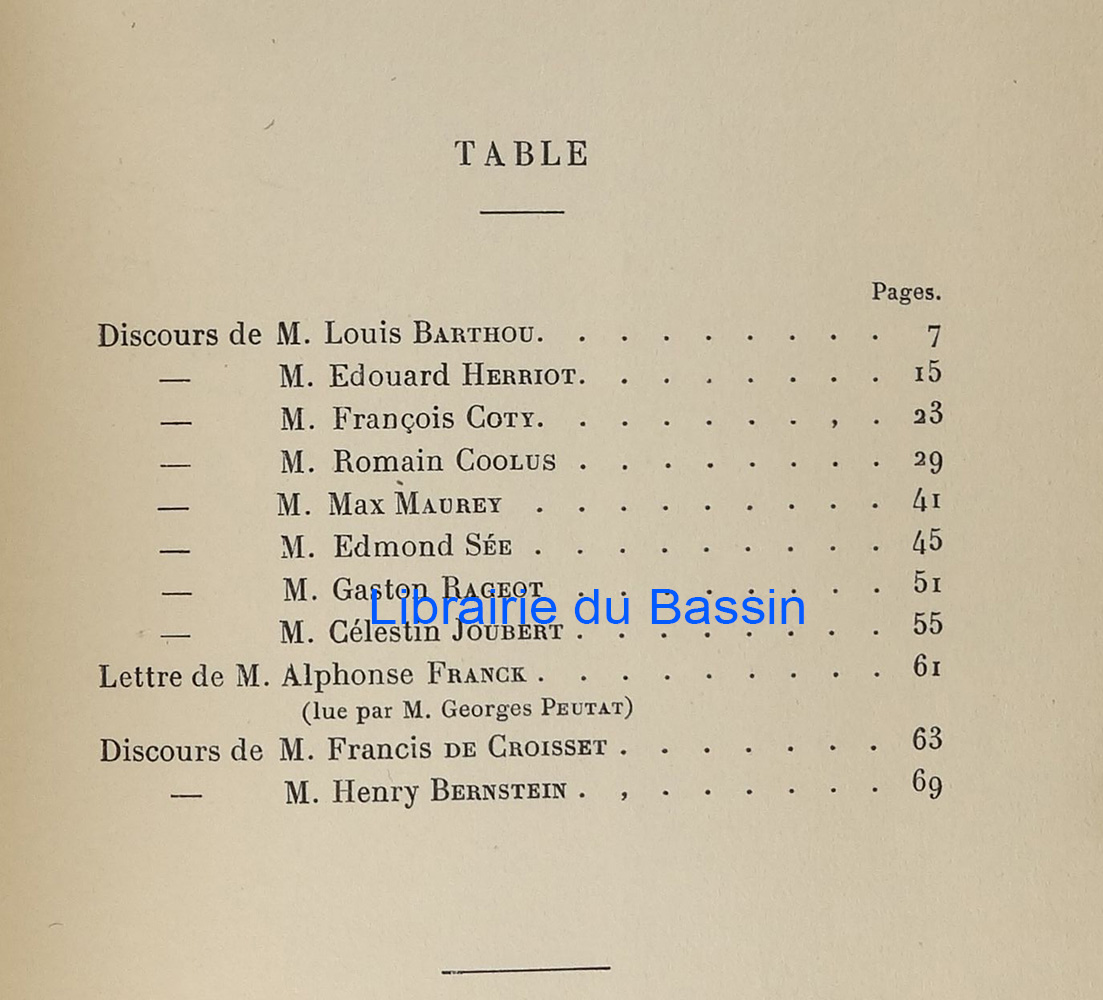 TABLE
Pages.
Discours de M. Louis BARTHOU. . . . . . . . . 7
— M. Edouard HERRIOT. . . . . . . . 15
— M. François COTY. . . . . . . , . 23
— M. Romain COOLUS . . . . . . . . 29
— M. Max MAUREY . . . . . . . . . 41
— M. Edmond SÉE . . . . . . . . . 45
— M. Gaston RAGEOT . . . . . . . . 51
Librairie du Bassin
— M. Célestin JOUBERT . . . . . . . . 55
Lettre de M. Alphonse FRANCK . . . . . . . . . 61
(lue par M. Georges PEUTAT)
Discours de M. Francis DE CROISSET . . . . . . . 63
— M. Henry BERNSTEIN . , . . . . . . 69